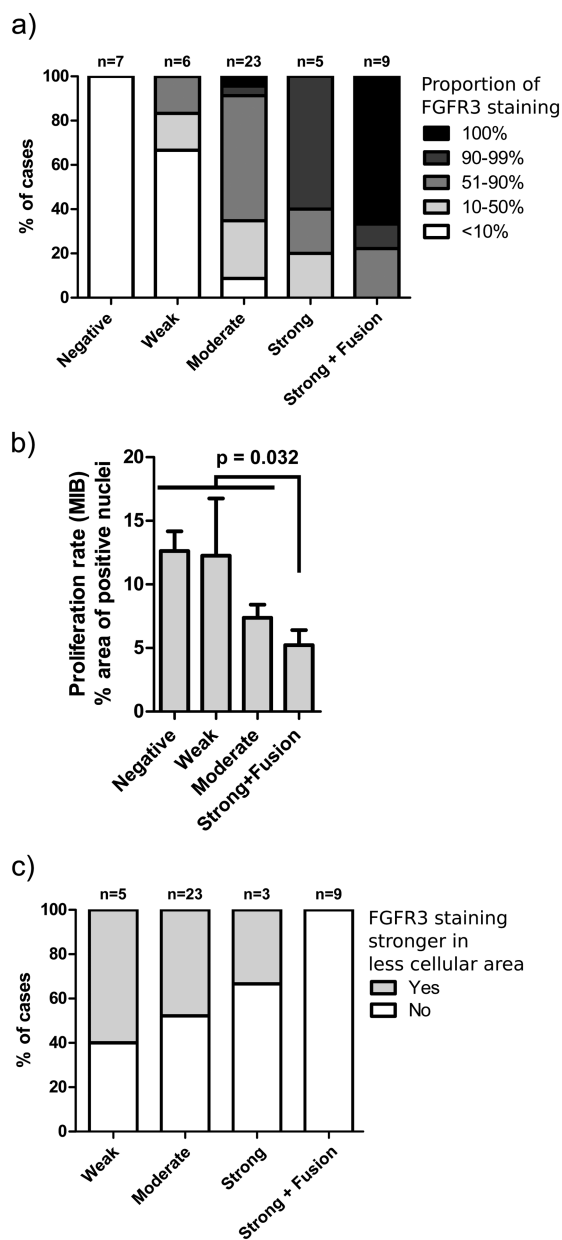 a)
n=7 n=6 n=23 n=5 n=9
100
80
60
40
20
0
% of cases
Negative
Weak
Moderate
Strong
Strong + Fusion
Proportion of
FGFR3 staining
100%
90-99%
51-90%
10-50%
<10%
b)
20
15
10
5
0
Proliferation rate (MIB)
% area of positive nuclei
p = 0.032
Negative
Weak
Moderate
Strong+Fusion
c)
n=5 n=23 n=3 n=9
100
80
60
40
20
0
% of cases
Weak
Moderate
Strong
Strong + Fusion
FGFR3 staining
stronger in
less cellular area
Yes
No